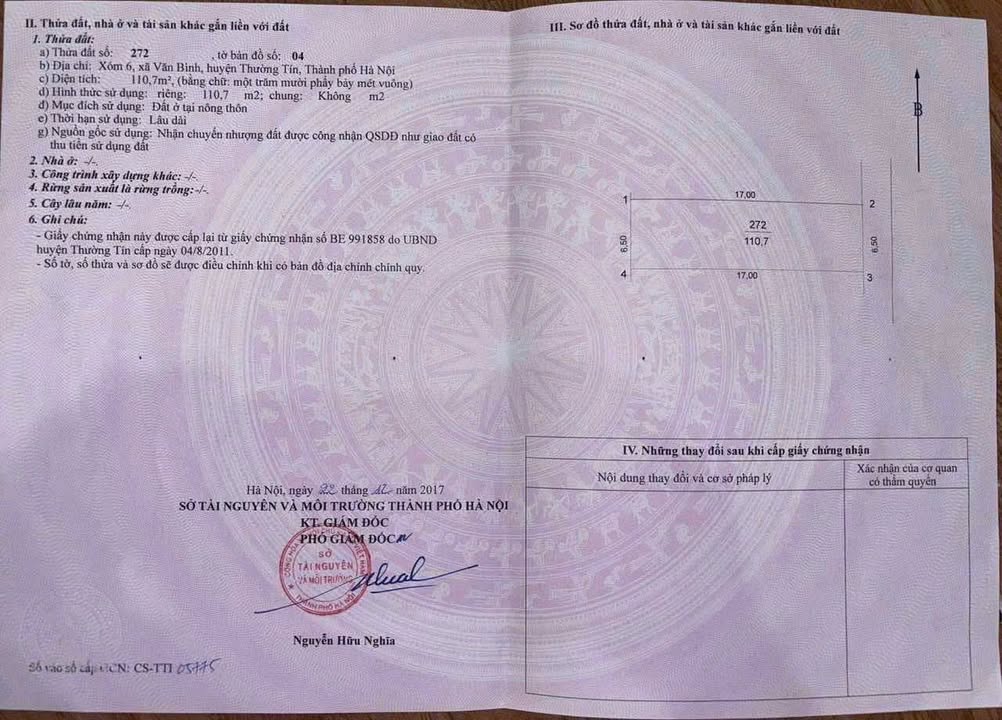 II. Thửa đất, nhà ở và tài sản khác gắn liền với đất
1. Thửa đất:
a) Thửa đất số: 272 , tờ bản đồ số: 04
b) Địa chỉ: Xóm 6, xã Văn Bình, huyện Thường Tín, Thành phố Hà Nội
c) Diện tích: 110,7m², (bằng chữ: một trăm mười phẩy bảy mét vuông)
d) Hình thức sử dụng: riêng: 110,7 m2; chung: Không m2
đ) Mục đích sử dụng: Đất ở tại nông thôn
e) Thời hạn sử dụng: Lâu dài
g) Nguồn gốc sử dụng: Nhận chuyển nhượng đất được công nhận QSDĐ như giao đất có
thu tiền sử dụng đất
2. Nhà ở: -/-.
3. Công trình xây dựng khác: -/-.
4. Rừng sản xuất là rừng trồng:-/-.
5. Cây lâu năm: -/-.
6. Ghi chú:
- Giấy chứng nhận này được cấp lại từ giấy chứng nhận số BE 991858 do UBND
huyện Thường Tín cấp ngày 04/8/2011.
- Số tờ, số thửa và sơ đồ sẽ được điều chỉnh khi có bản đồ địa chính chính quy.
Hà Nội, ngày 22 tháng 12 năm 2017
SỞ TÀI NGUYÊN VÀ MÔI TRƯỜNG THÀNH PHỐ HÀ NỘI
KT. GIÁM ĐỐC
PHÓ GIÁM ĐỐC
SỞ
TÀI NGUYÊN
VÀ MÔI TRƯỜNG
THÀNH PHỐ HÀ NỘI
Nguyễn Hữu Nghĩa
Số vào sổ cấp GCN: CS-TTI 05775
III. Sơ đồ thửa đất, nhà ở và tài sản khác gắn liền với đất
B
1 17,00 2
272
110,7
6,50 6,50
4 17,00 3
IV. Những thay đổi sau khi cấp giấy chứng nhận
Nội dung thay đổi và cơ sở pháp lý
Xác nhận của cơ quan
có thẩm quyền